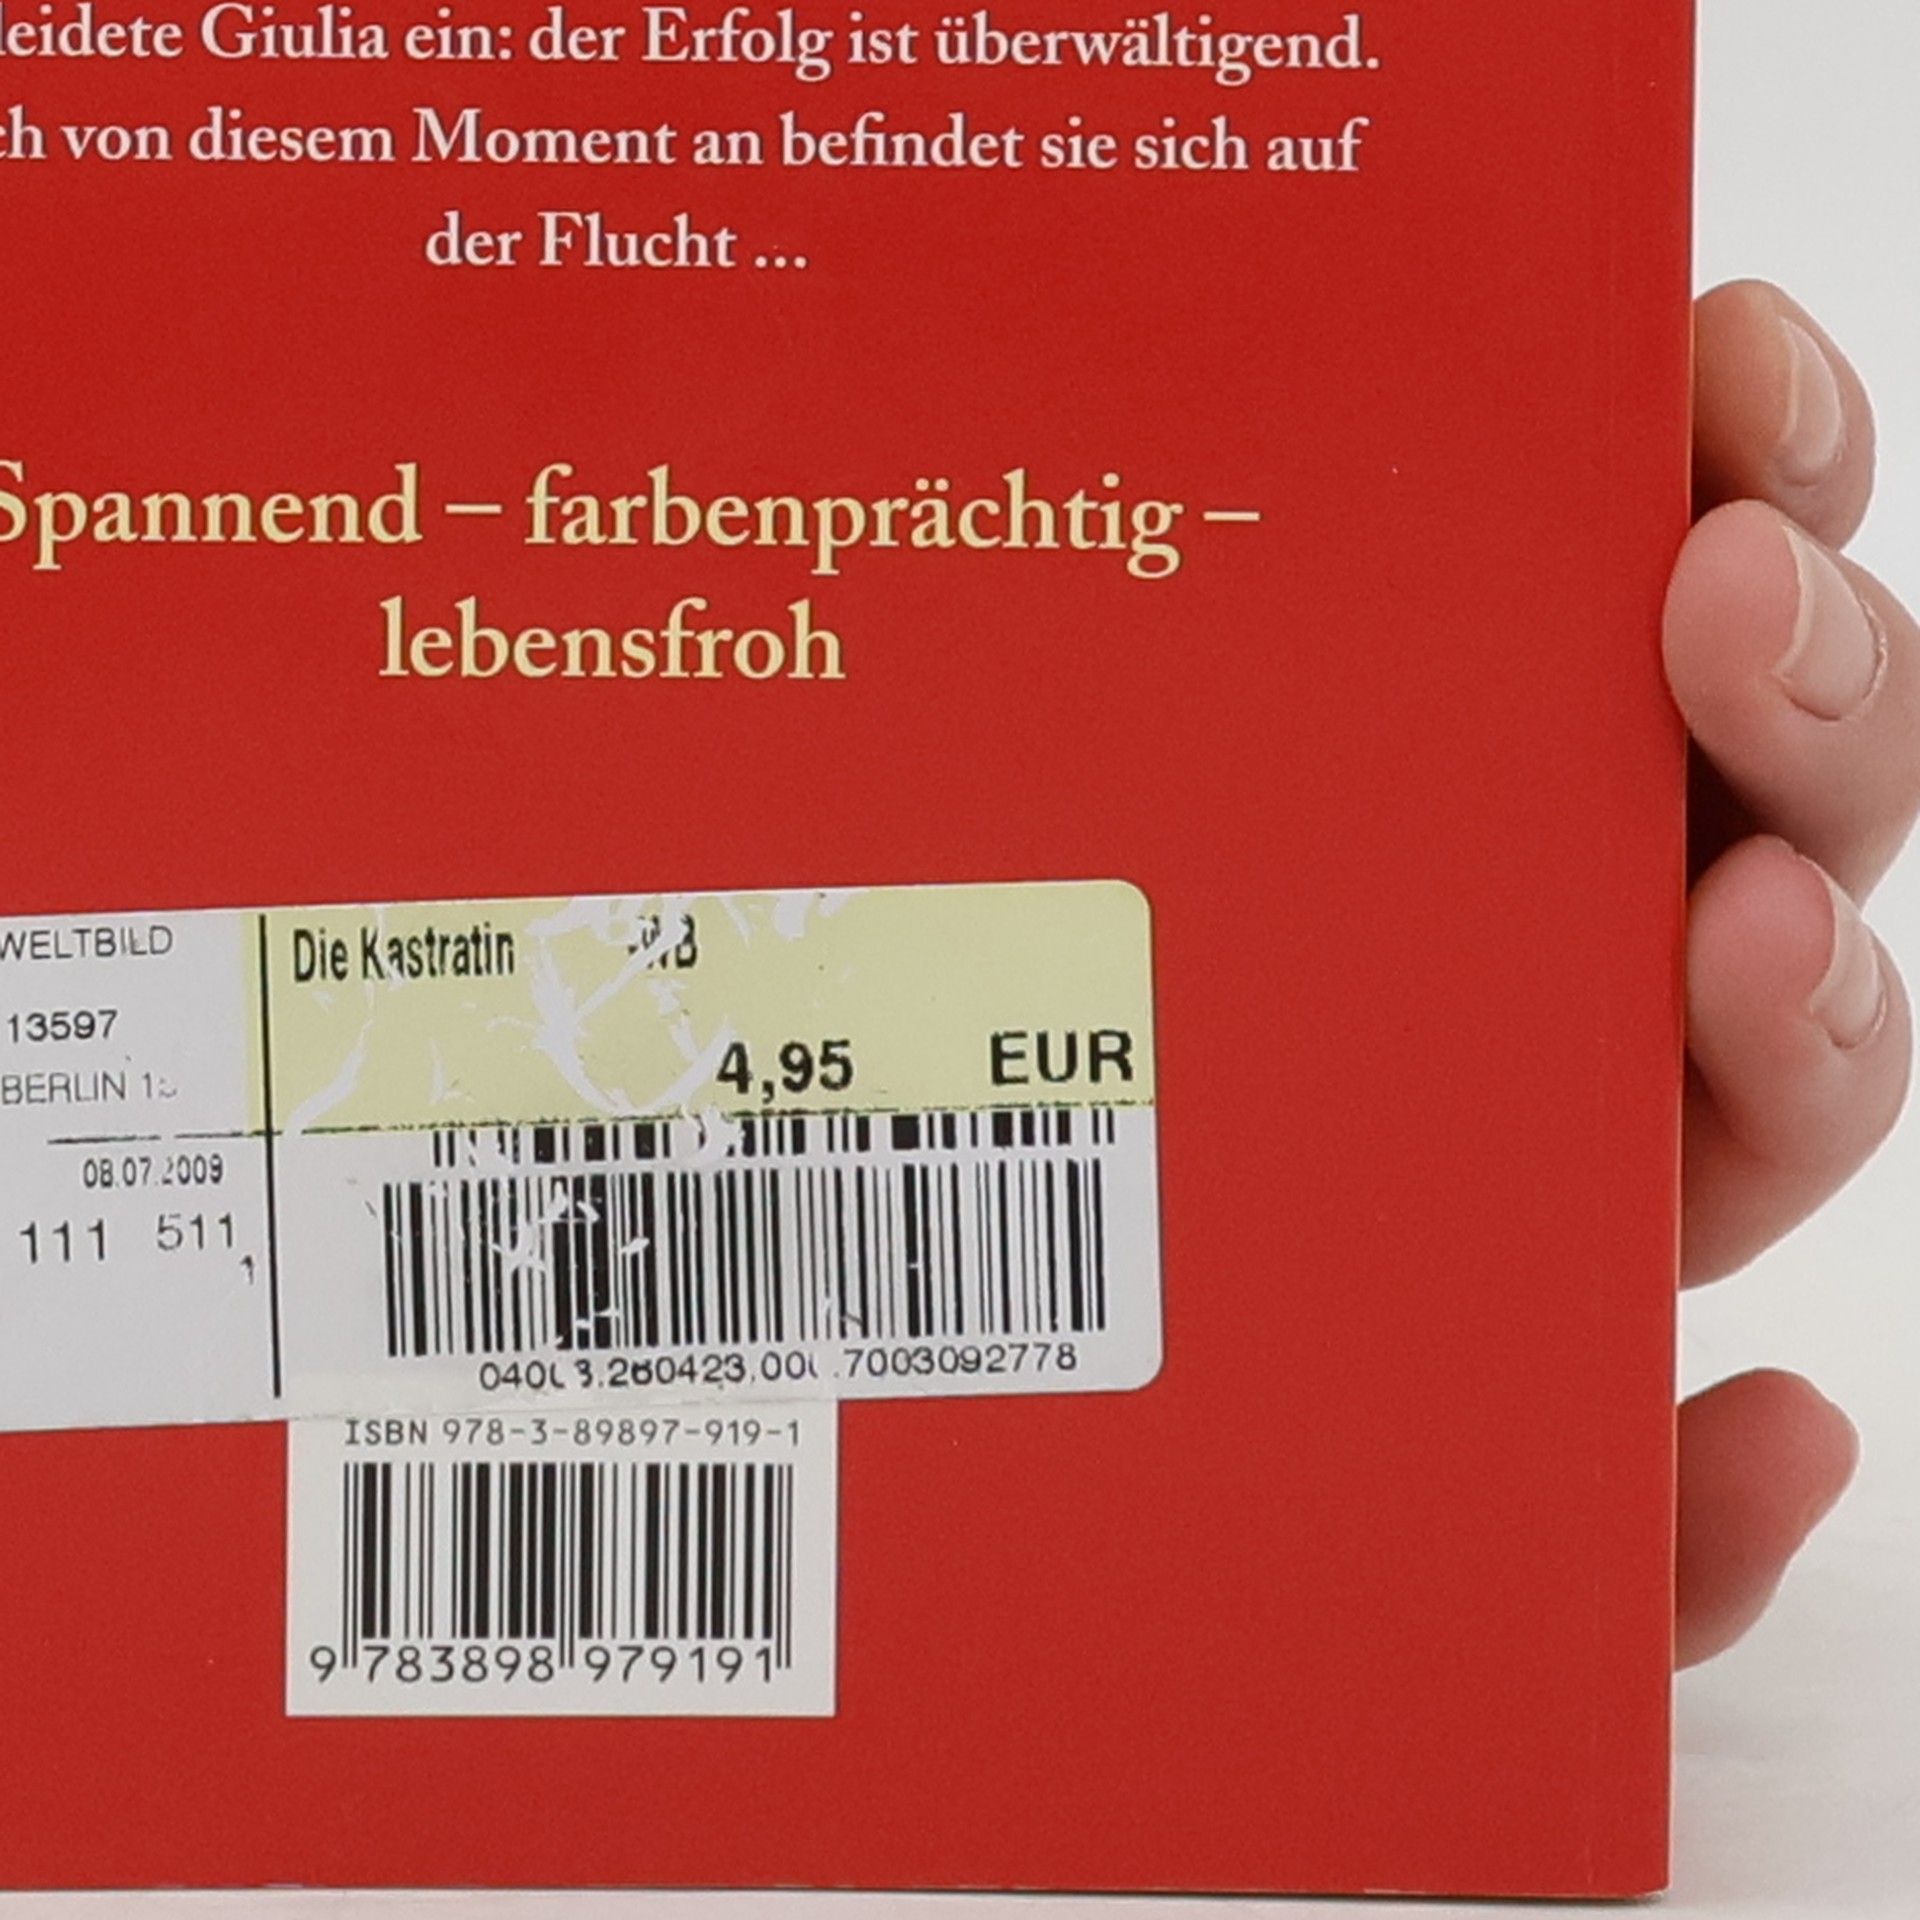 leidete Giulia ein: der Erfolg ist überwältigend.
ch von diesem Moment an befindet sie sich auf
der Flucht ...
Spannend – farbenprächtig –
lebensfroh
WELTBILD
13597
BERLIN
08.07.2009
111 511
1
Die Kastratin
4,95 EUR
.7003092778
ISBN 978-3-89897-919-1
9 783898 979191